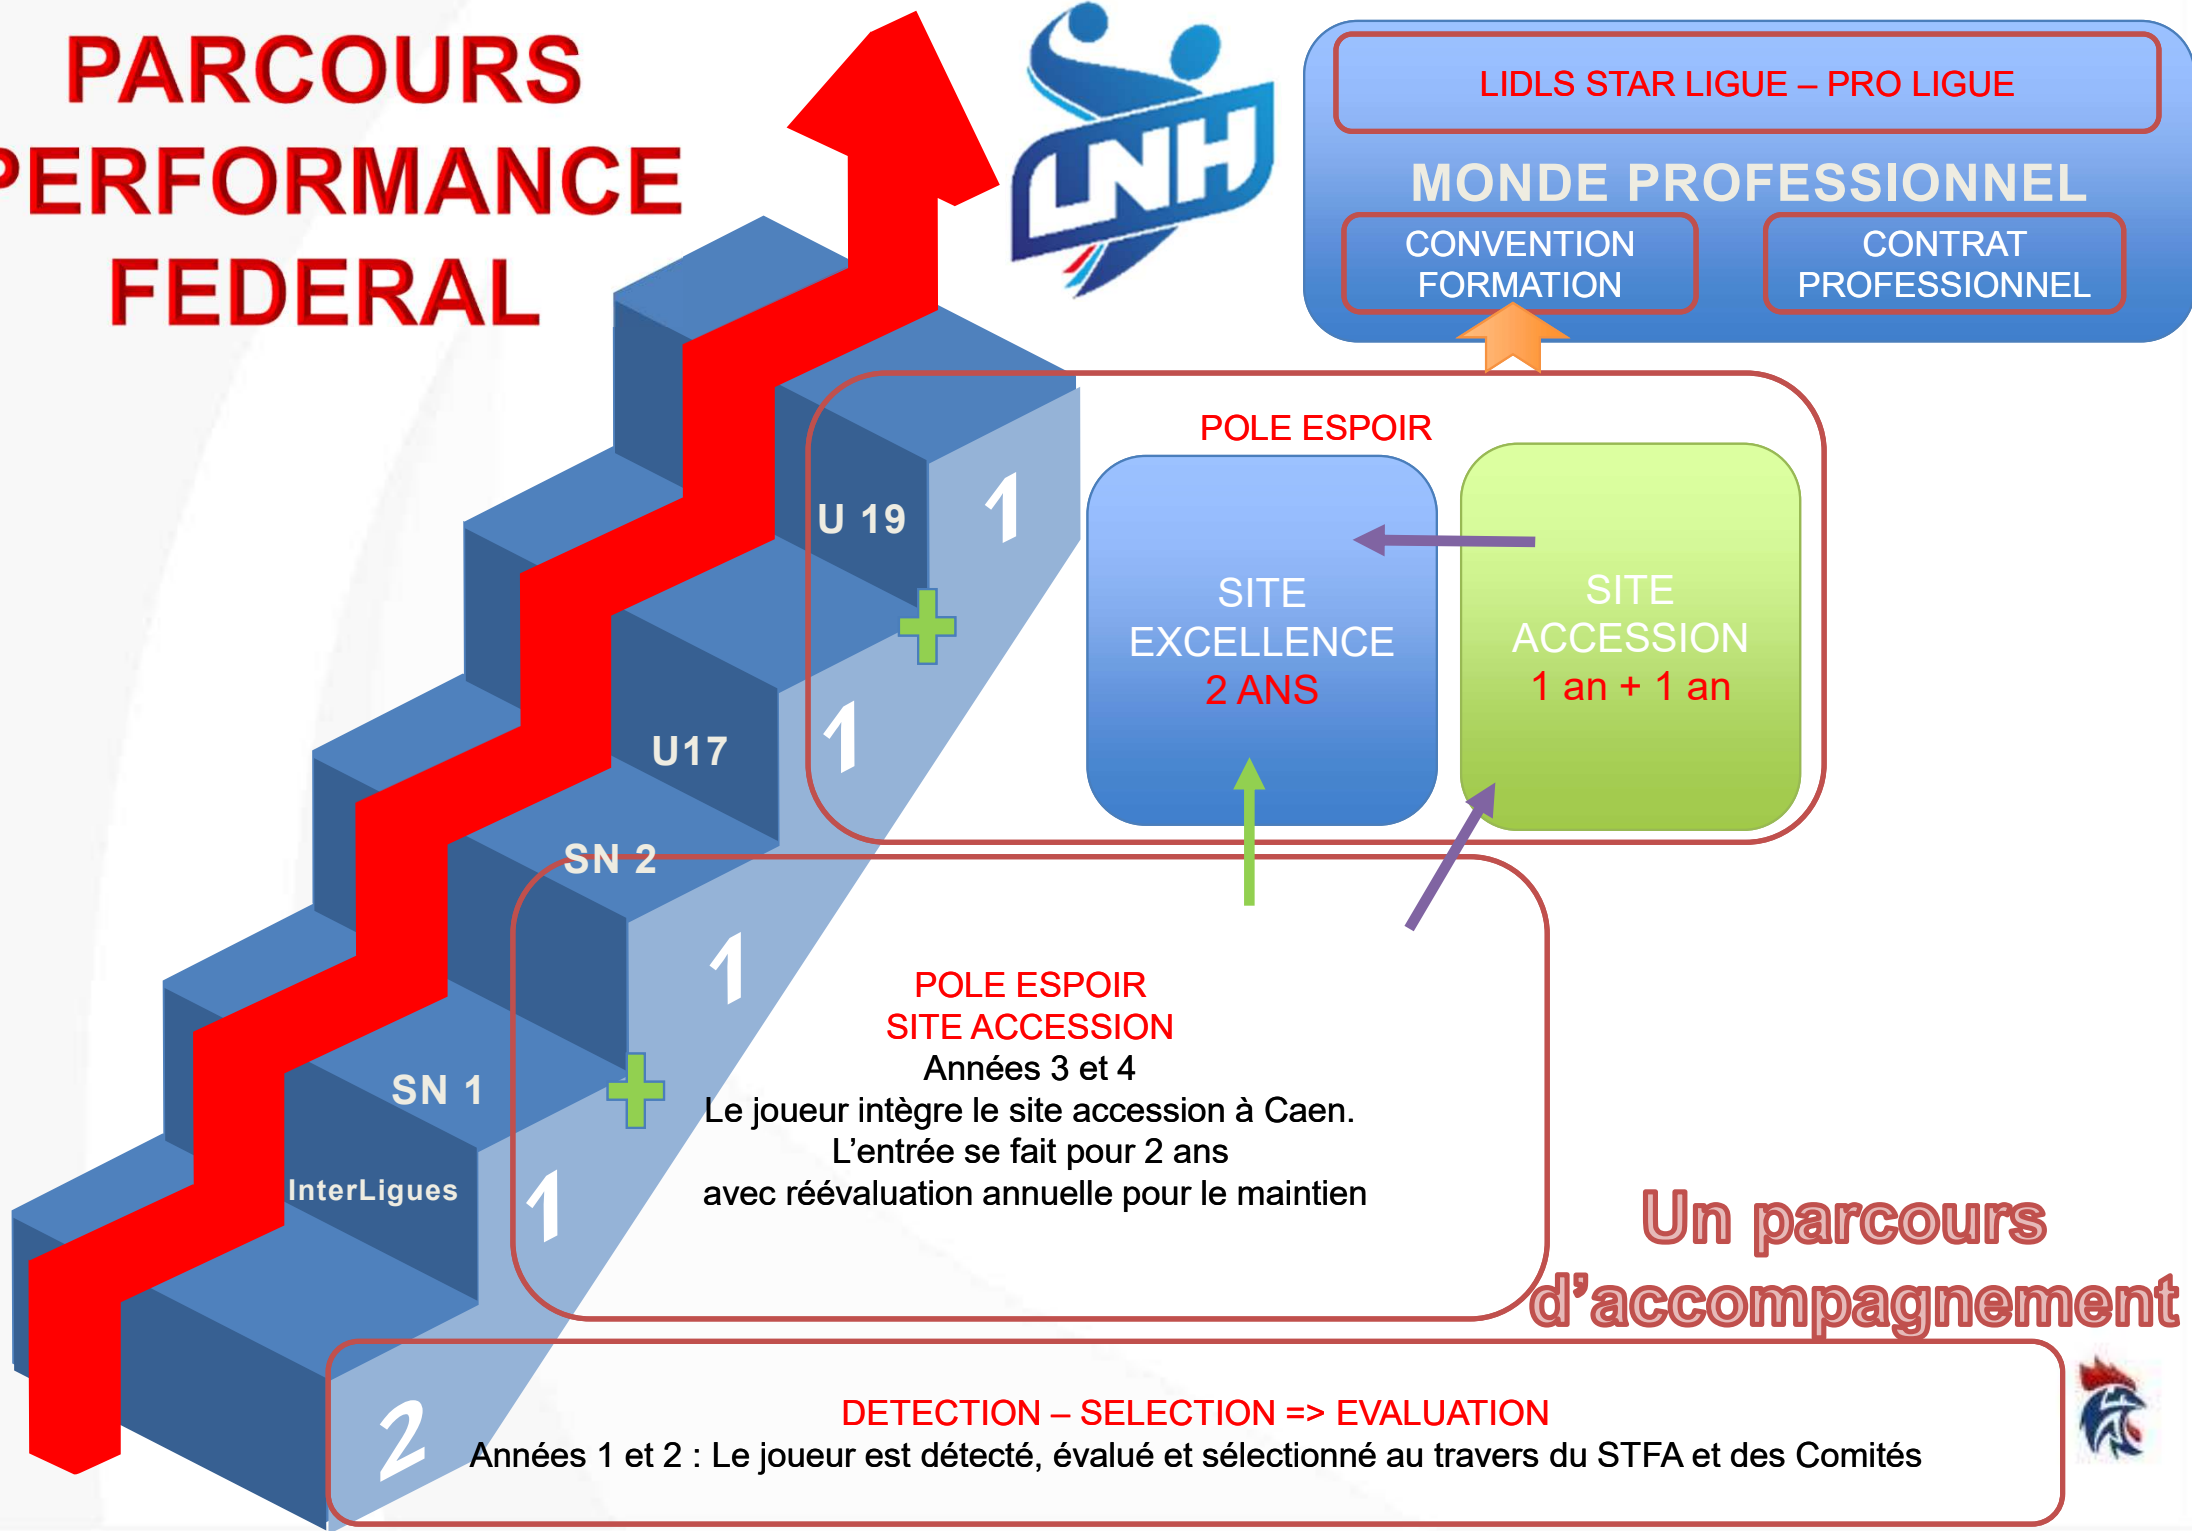 PARCOURS
PERFORMANCE
FEDERAL
LNH
LIDLS STAR LIGUE – PRO LIGUE
MONDE PROFESSIONNEL
CONVENTION
FORMATION
CONTRAT
PROFESSIONNEL
POLE ESPOIR
U 19
1
SITE
EXCELLENCE
2 ANS
SITE
ACCESSION
1 an + 1 an
U17
1
SN 2
1
POLE ESPOIR
SITE ACCESSION
Années 3 et 4
Le joueur intègre le site accession à Caen.
L’entrée se fait pour 2 ans
avec réévaluation annuelle pour le maintien
SN 1
InterLigues
1
Un parcours
d’accompagnement
2
DETECTION – SELECTION => EVALUATION
Années 1 et 2 : Le joueur est détecté, évalué et sélectionné au travers du STFA et des Comités